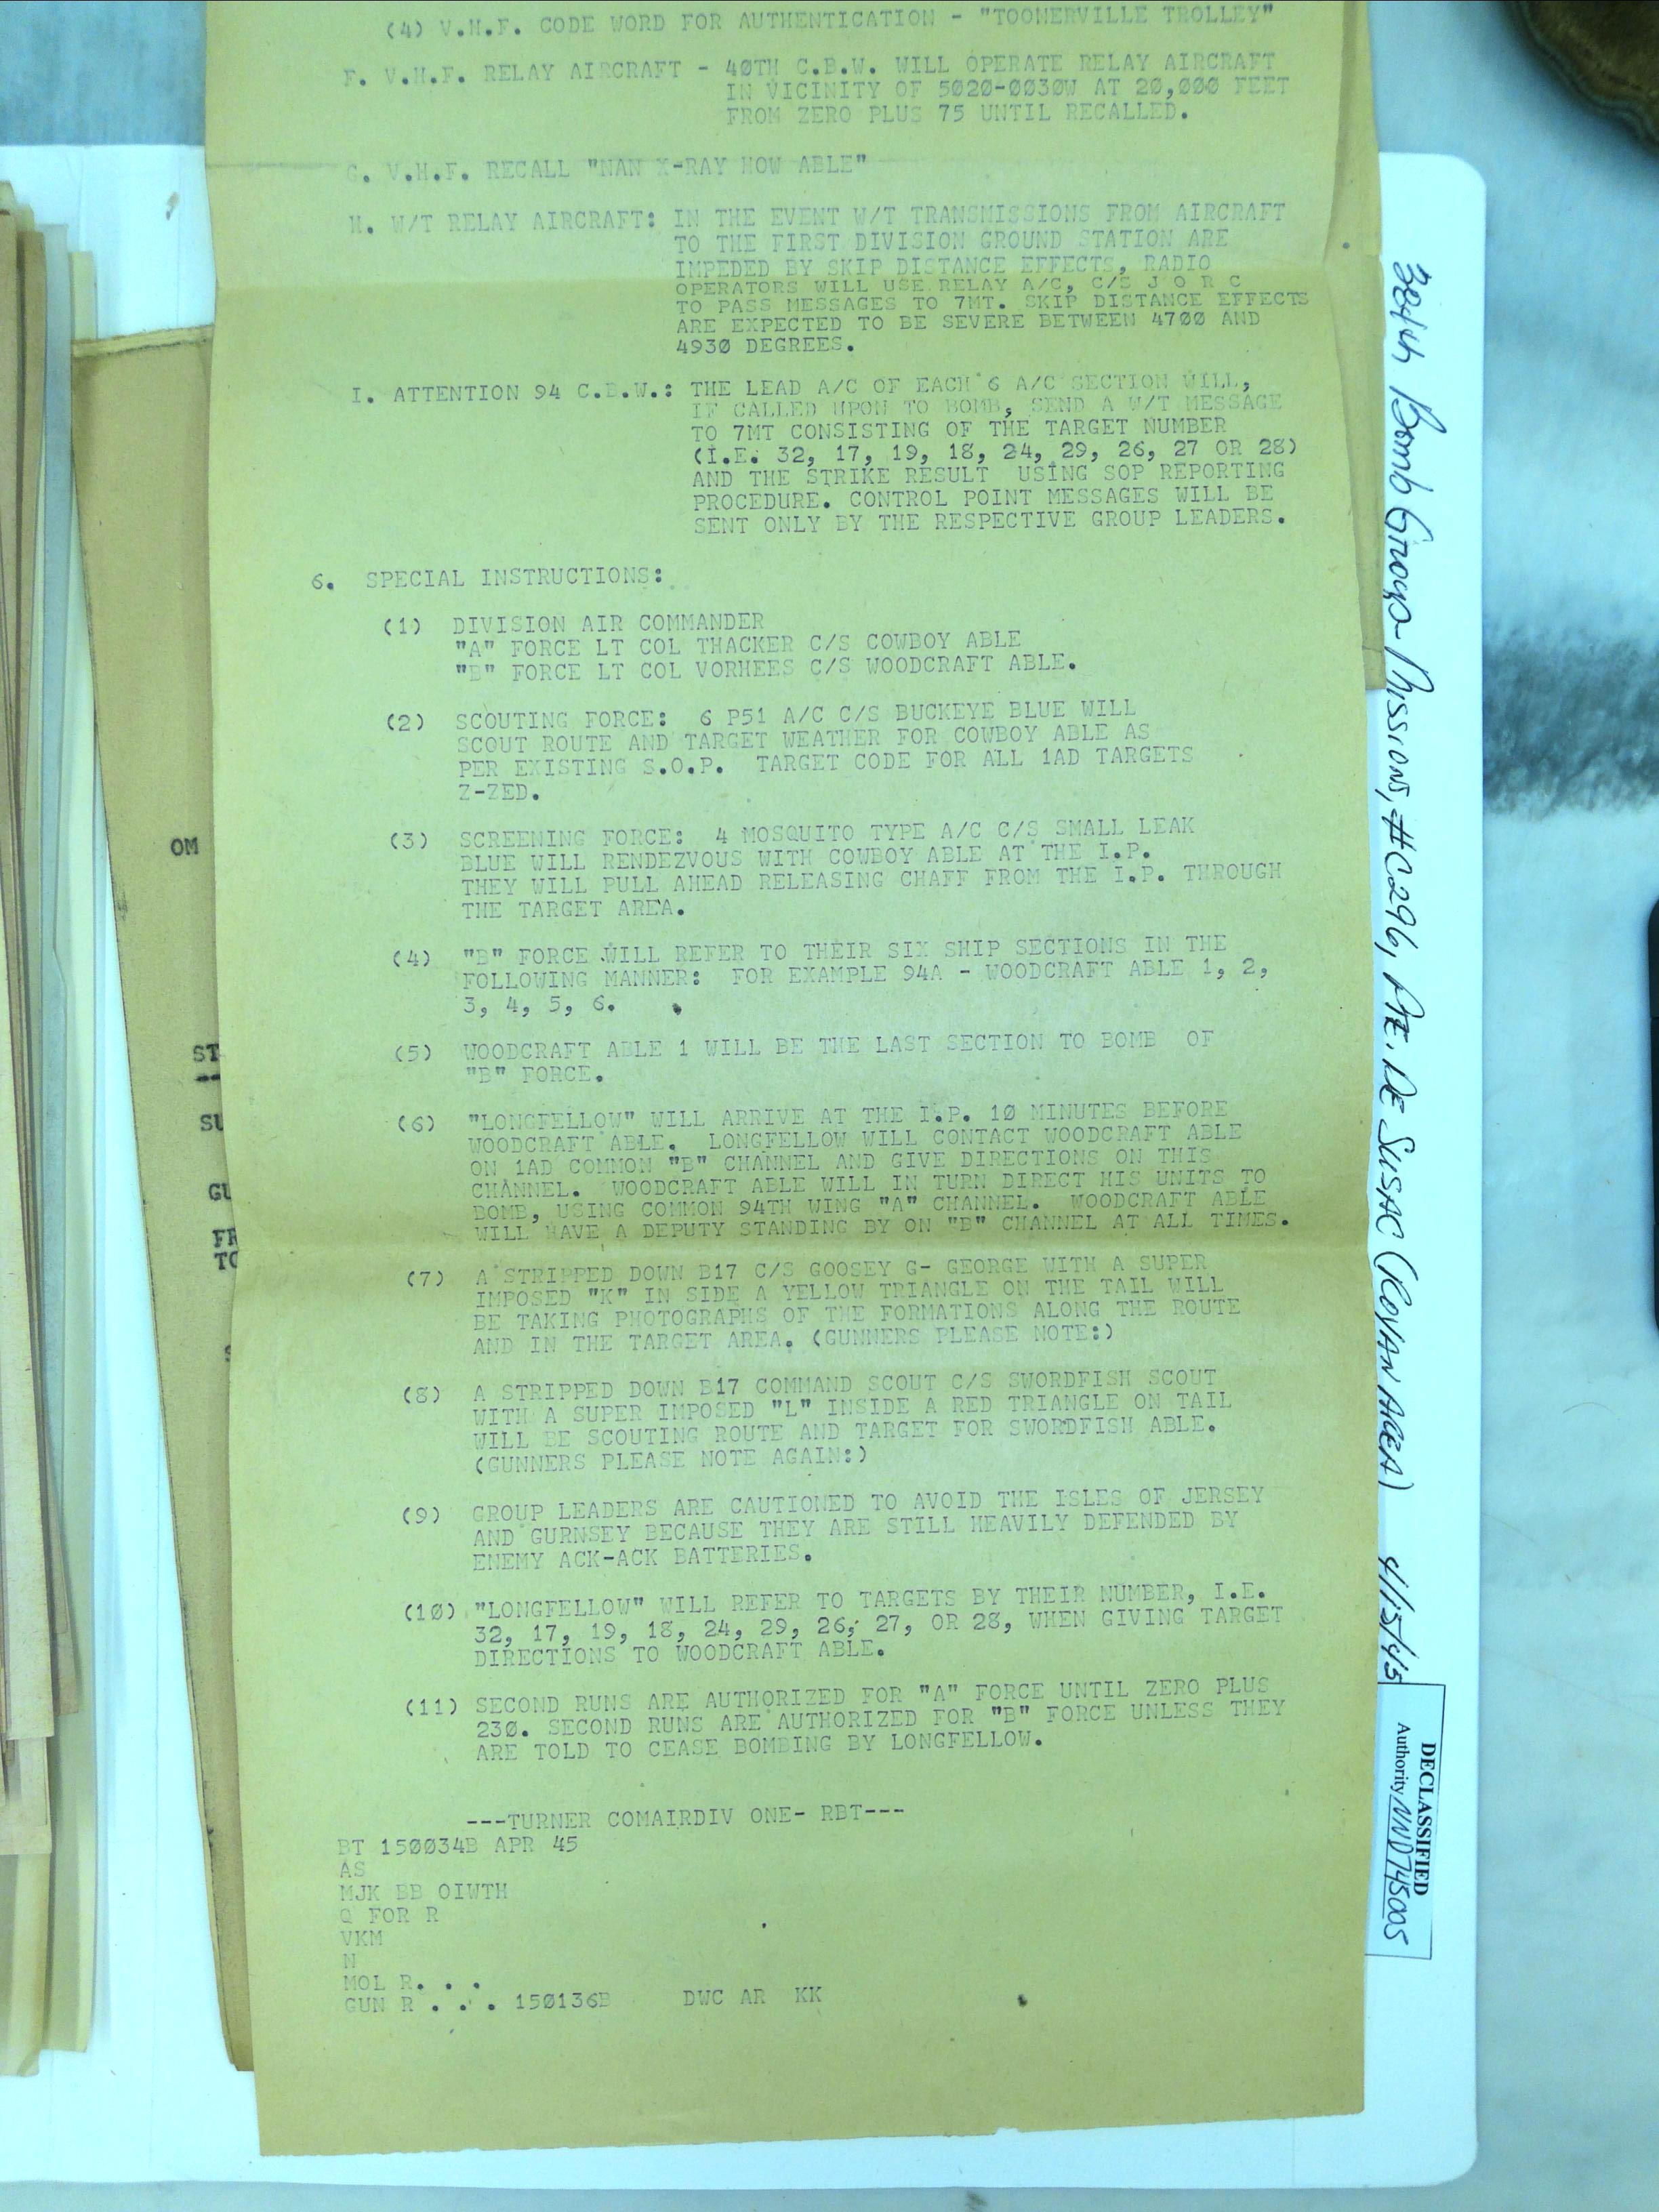 (4) V.H.F. CODE WORD FOR AUTHENTICATION - "TOONERVILLE TROLLEY"
F. V.H.F. RELAY AIRCRAFT - 40TH C.B.W. WILL OPERATE RELAY AIRCRAFT
IN VICINITY OF 5020-0030W AT 20,000 FEET
FROM ZERO PLUS 75 UNTIL RECALLED.
G. V.H.F. RECALL "NAN X-RAY HOW ABLE"
H. W/T RELAY AIRCRAFT: IN THE EVENT W/T TRANSMISSIONS FROM AIRCRAFT
TO THE FIRST DIVISION GROUND STATION ARE
IMPEDED BY SKIP DISTANCE EFFECTS, RADIO
OPERATORS WILL USE RELAY A/C, C/S J O R C
TO PASS MESSAGES TO 7MT. SKIP DISTANCE EFFECTS
ARE EXPECTED TO BE SEVERE BETWEEN 4700 AND
4930 DEGREES.
I. ATTENTION 94 C.B.W.: THE LEAD A/C OF EACH 6 A/C SECTION WILL,
IF CALLED UPON TO BOMB, SEND A W/T MESSAGE
TO 7MT CONSISTING OF THE TARGET NUMBER
(I.E. 32, 17, 19, 18, 24, 29, 26, 27 OR 28)
AND THE STRIKE RESULT USING SOP REPORTING
PROCEDURE. CONTROL POINT MESSAGES WILL BE
SENT ONLY BY THE RESPECTIVE GROUP LEADERS.
6. SPECIAL INSTRUCTIONS:
(1) DIVISION AIR COMMANDER
"A" FORCE LT COL THACKER C/S COWBOY ABLE
"B" FORCE LT COL VORHEES C/S WOODCRAFT ABLE.
(2) SCOUTING FORCE: 6 P51 A/C C/S BUCKEYE BLUE WILL
SCOUT ROUTE AND TARGET WEATHER FOR COWBOY ABLE AS
PER EXISTING S.O.P. TARGET CODE FOR ALL 1AD TARGETS
Z-ZED.
(3) SCREENING FORCE: 4 MOSQUITO TYPE A/C C/S SMALL LEAK
BLUE WILL RENDEZVOUS WITH COWBOY ABLE AT THE I.P.
THEY WILL PULL AHEAD RELEASING CHAFF FROM THE I.P. THROUGH
THE TARGET AREA.
(4) "B" FORCE WILL REFER TO THEIR SIX SHIP SECTIONS IN THE
FOLLOWING MANNER: FOR EXAMPLE 94A - WOODCRAFT ABLE 1, 2,
3, 4, 5, 6.
(5) WOODCRAFT ABLE 1 WILL BE THE LAST SECTION TO BOMB OF
"B" FORCE.
(6) "LONGFELLOW" WILL ARRIVE AT THE I.P. 10 MINUTES BEFORE
WOODCRAFT ABLE. LONGFELLOW WILL CONTACT WOODCRAFT ABLE
ON 1AD COMMON "B" CHANNEL AND GIVE DIRECTIONS ON THIS
CHANNEL. WOODCRAFT ABLE WILL IN TURN DIRECT HIS UNITS TO
BOMB, USING COMMON 94TH WING "A" CHANNEL. WOODCRAFT ABLE
WILL HAVE A DEPUTY STANDING BY ON "B" CHANNEL AT ALL TIMES.
(7) A STRIPPED DOWN B17 C/S GOOSEY G- GEORGE WITH A SUPER
IMPOSED "K" IN SIDE A YELLOW TRIANGLE ON THE TAIL WILL
BE TAKING PHOTOGRAPHS OF THE FORMATIONS ALONG THE ROUTE
AND IN THE TARGET AREA. (GUNNERS PLEASE NOTE:)
(8) A STRIPPED DOWN B17 COMMAND SCOUT C/S SWORDFISH SCOUT
WITH A SUPER IMPOSED "L" INSIDE A RED TRIANGLE ON TAIL
WILL BE SCOUTING ROUTE AND TARGET FOR SWORDFISH ABLE.
(GUNNERS PLEASE NOTE AGAIN:)
(9) GROUP LEADERS ARE CAUTIONED TO AVOID THE ISLES OF JERSEY
AND GURNSEY BECAUSE THEY ARE STILL HEAVILY DEFENDED BY
ENEMY ACK-ACK BATTERIES.
(10) "LONGFELLOW" WILL REFER TO TARGETS BY THEIR NUMBER, I.E.
32, 17, 19, 18, 24, 29, 26, 27, OR 28, WHEN GIVING TARGET
DIRECTIONS TO WOODCRAFT ABLE.
(11) SECOND RUNS ARE AUTHORIZED FOR "A" FORCE UNTIL ZERO PLUS
230. SECOND RUNS ARE AUTHORIZED FOR "B" FORCE UNLESS THEY
ARE TOLD TO CEASE BOMBING BY LONGFELLOW.
---TURNER COMAIRDIV ONE- RBT---
BT 150034B APR 45
AS
MJK BB OIWTH
Q FOR R
VKM
N
MOL R. . .
GUN R . . . 150136B DWC AR KK
OM
ST
--
SU
GU
FR
TO
384th Bomb Group Missions, #C296, PTE. DE SUSAC (ROYAN AREA) 4/15/45
DECLASSIFIED
Authority NND745005